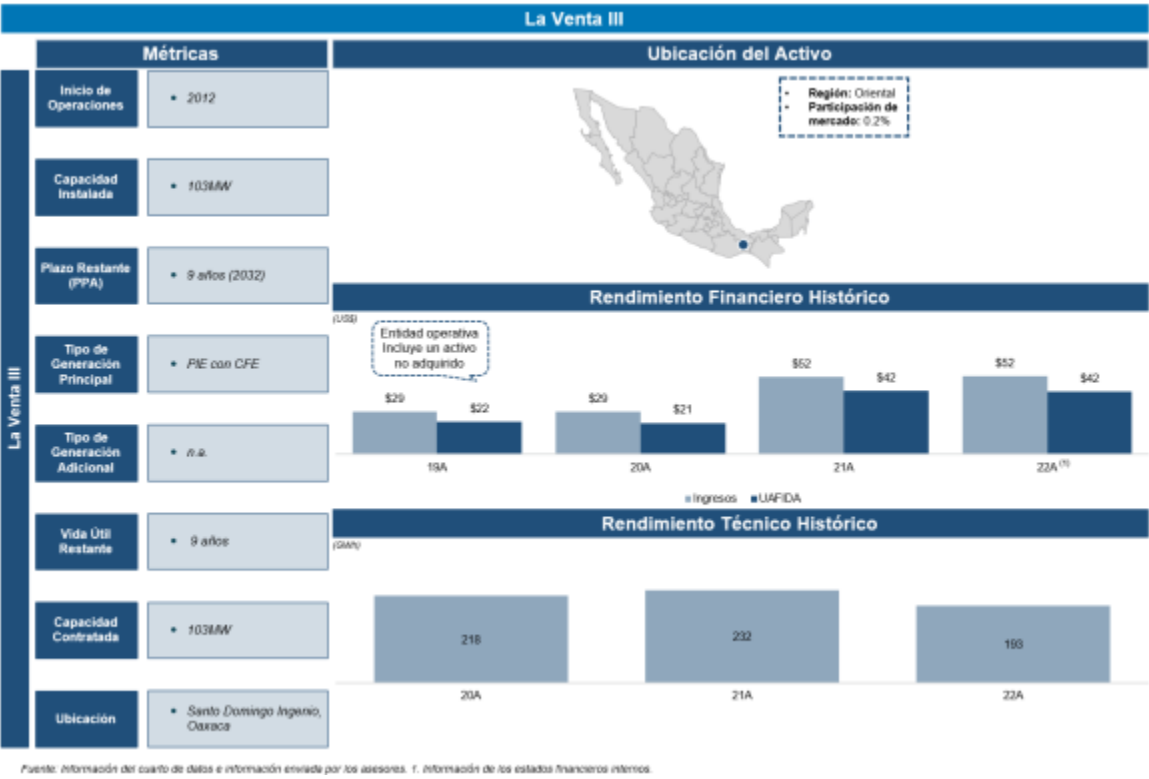 La Venta III
Métricas
Ubicación del Activo
La Venta III
Inicio de
Operaciones
• 2012
Capacidad
Instalada
• 103MW
Plazo Restante
(PPA)
• 9 años (2032)
Tipo de
Generación
Principal
• PIE con CFE
Tipo de
Generación
Adicional
• n.a.
Vida Útil
Restante
• 9 años
Capacidad
Contratada
• 103MW
Ubicación
• Santo Domingo Ingenio,
Oaxaca
• Región: Oriental
• Participación de
mercado: 0.2%
Rendimiento Financiero Histórico
(US$)
Entidad operativa
Incluye un activo
no adquirido
$29
$22
$29
$21
$52
$42
$52
$42
19A
20A
21A
22A (1)
Ingresos UAFIDA
Rendimiento Técnico Histórico
(GWh)
218
232
193
20A
21A
22A
Fuente: Información del cuarto de datos e información enviada por los asesores. 1. Información de los estados financieros internos.